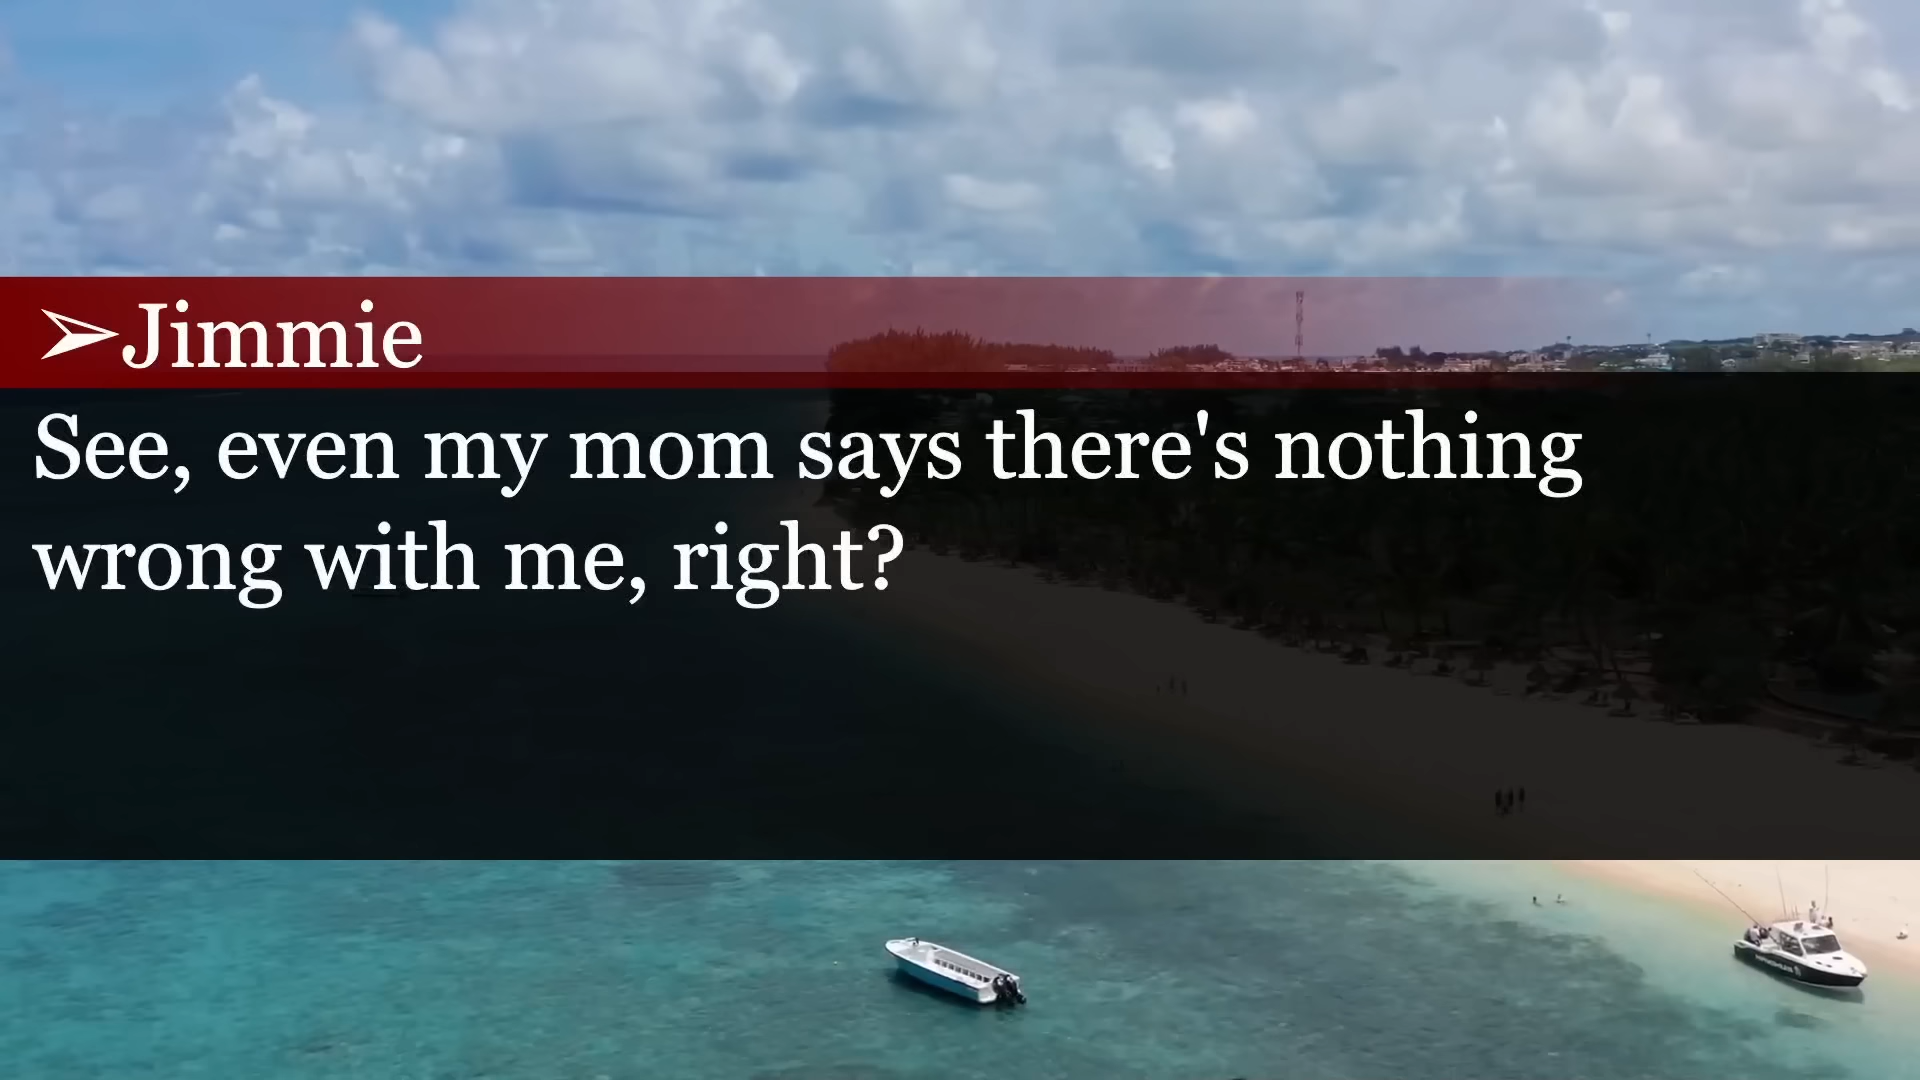 ➢Jimmie
See, even my mom says there's nothing
wrong with me, right?